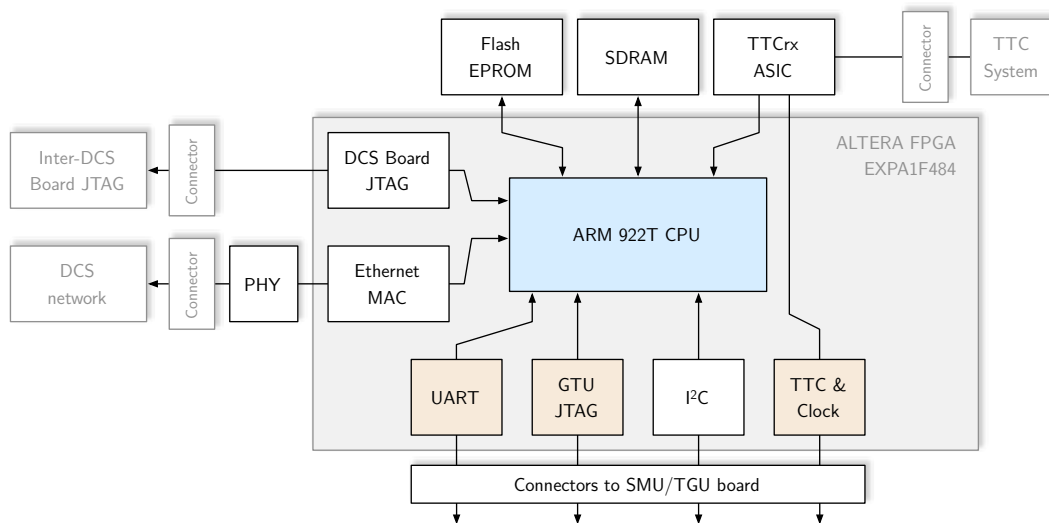 Flash
EPROM
SDRAM
TTCrx
ASIC
Connector
TTC
System
ALTERA FPGA
EXPA1F484
Inter-DCS
Board JTAG
Connector
DCS Board
JTAG
ARM 922T CPU
DCS
network
Connector
PHY
Ethernet
MAC
UART
GTU
JTAG
I²C
TTC &
Clock
Connectors to SMU/TGU board